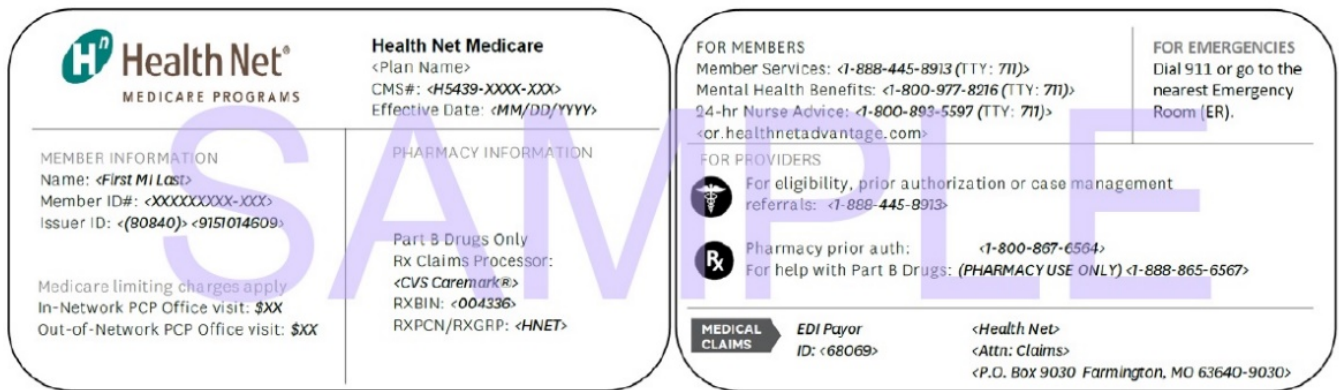 Hn Health Net®
MEDICARE PROGRAMS
Health Net Medicare
<Plan Name>
CMS#: <H5439-XXXX-XXX>
Effective Date: <MM/DD/YYYY>
MEMBER INFORMATION
Name: <First MI Last>
Member ID#: <XXXXXXXXX-XXX>
Issuer ID: <(80840)> <9151014609>
Medicare limiting charges apply
In-Network PCP Office visit: $XX
Out-of-Network PCP Office visit: $XX
PHARMACY INFORMATION
Part B Drugs Only
Rx Claims Processor:
<CVS Caremark®>
RXBIN: <004336>
RXPCN/RXGRP: <HNET>
FOR MEMBERS
Member Services: <1-888-445-8913 (TTY: 711)>
Mental Health Benefits: <1-800-977-8216 (TTY: 711)>
24-hr Nurse Advice: <1-800-893-5597 (TTY: 711)>
<or.healthnetadvantage.com>
FOR EMERGENCIES
Dial 911 or go to the
nearest Emergency
Room (ER).
FOR PROVIDERS
For eligibility, prior authorization or case management
referrals: <1-888-445-8913>
Rx
Pharmacy prior auth: <1-800-867-6564>
For help with Part B Drugs: (PHARMACY USE ONLY) <1-888-865-6567>
MEDICAL
CLAIMS
EDI Payor
ID: <68069>
<Health Net>
<Attn: Claims>
<P.O. Box 9030 Farmington, MO 63640-9030>
SAMPLE